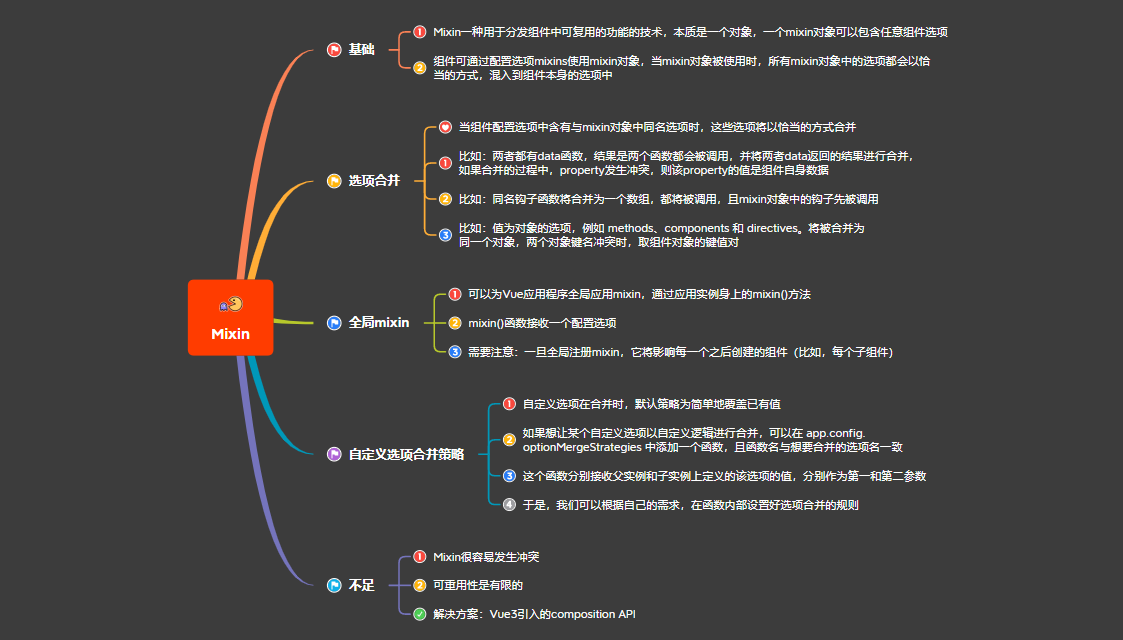 Mixin
基础
1 Mixin一种用于分发组件中可复用的功能的技术，本质是一个对象，一个mixin对象可以包含任意组件选项
2 组件可通过配置选项mixins使用mixin对象，当mixin对象被使用时，所有mixin对象中的选项都会以恰
当的方式，混入到组件本身的选项中
选项合并
当组件配置选项中含有与mixin对象中同名选项时，这些选项将以恰当的方式合并
1 比如：两者都有data函数，结果是两个函数都会被调用，并将两者data返回的结果进行合并，
如果合并的过程中，property发生冲突，则该property的值是组件自身数据
2 比如：同名钩子函数将合并为一个数组，都将被调用，且mixin对象中的钩子先被调用
3 比如：值为对象的选项，例如 methods、components 和 directives。将被合并为
同一个对象，两个对象键名冲突时，取组件对象的键值对
全局mixin
1 可以为Vue应用程序全局应用mixin，通过应用实例身上的mixin()方法
2 mixin()函数接收一个配置选项
3 需要注意：一旦全局注册mixin，它将影响每一个之后创建的组件（比如，每个子组件）
自定义选项合并策略
1 自定义选项在合并时，默认策略为简单地覆盖已有值
2 如果想让某个自定义选项以自定义逻辑进行合并，可以在 app.config.
optionMergeStrategies 中添加一个函数，且函数名与想要合并的选项名一致
3 这个函数分别接收父实例和子实例上定义的该选项的值，分别作为第一和第二参数
4 于是，我们可以根据自己的需求，在函数内部设置好选项合并的规则
不足
1 Mixin很容易发生冲突
2 可重用性是有限的
解决方案：Vue3引入的composition API